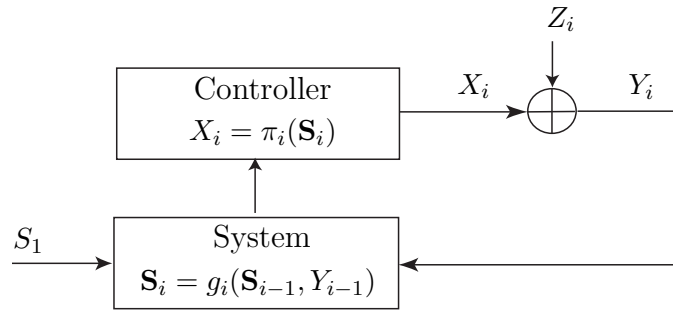 Z_i
Controller
X_i = π_i(𝐒_i)
X_i
Y_i
S_1
System
𝐒_i = g_i(𝐒_{i−1}, Y_{i−1})